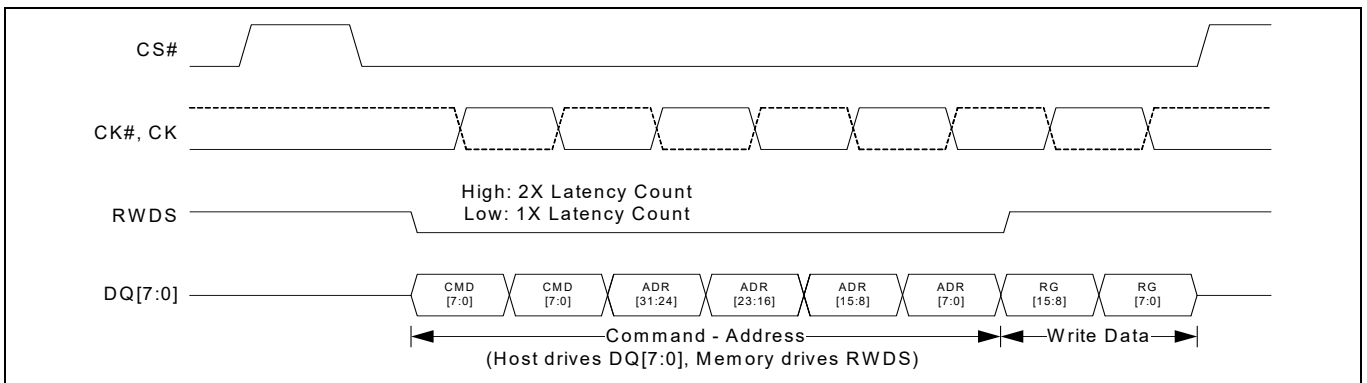 CS#
CK#, CK
High: 2X Latency Count
RWDS
Low: 1X Latency Count
DQ[7:0]
CMD [7:0]
CMD [7:0]
ADR [31:24]
ADR [23:16]
ADR [15:8]
ADR [7:0]
RG [15:8]
RG [7:0]
Command - Address
Write Data
(Host drives DQ[7:0], Memory drives RWDS)